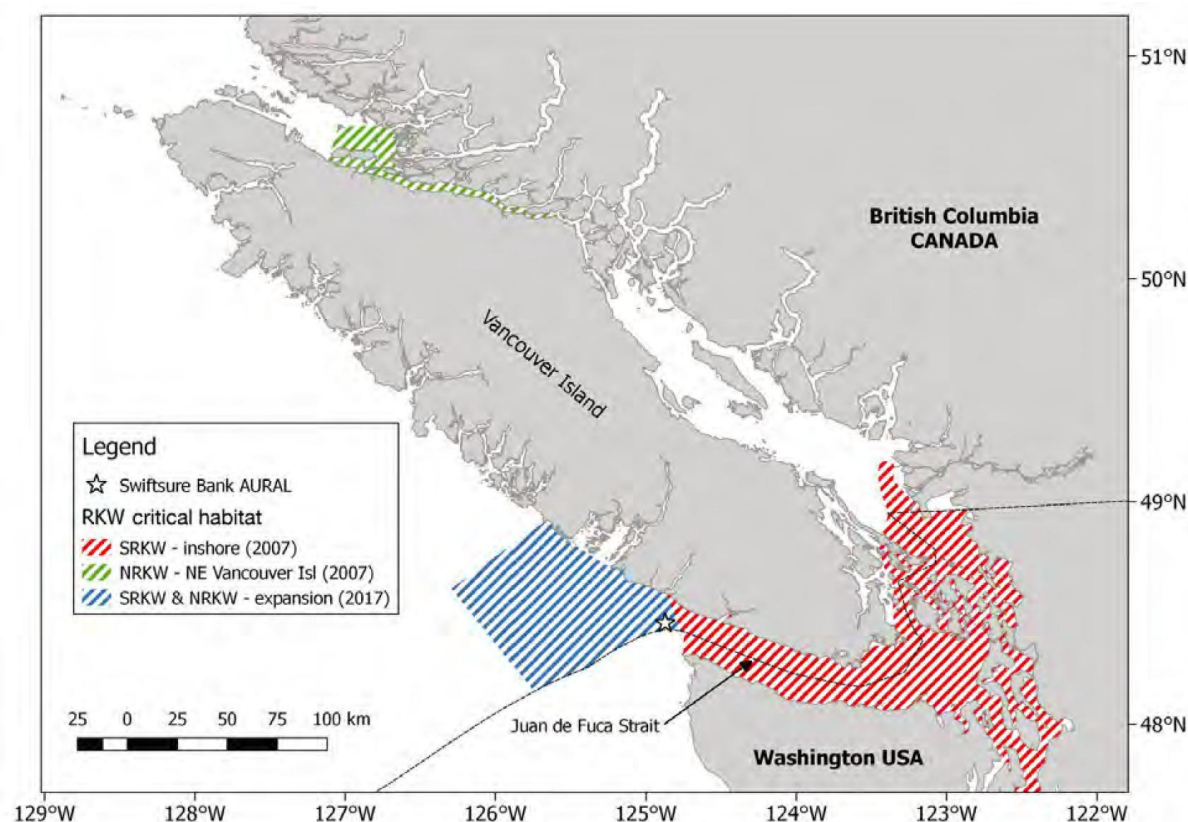 51°N
50°N
49°N
48°N
British Columbia
CANADA
Vancouver Island
Legend
Swiftsure Bank AURAL
RKW critical habitat
SRKW - inshore (2007)
NRKW - NE Vancouver Isl (2007)
SRKW & NRKW - expansion (2017)
25 0 25 50 75 100 km
Juan de Fuca Strait
Washington USA
129°W 128°W 127°W 126°W 125°W 124°W 123°W 122°W